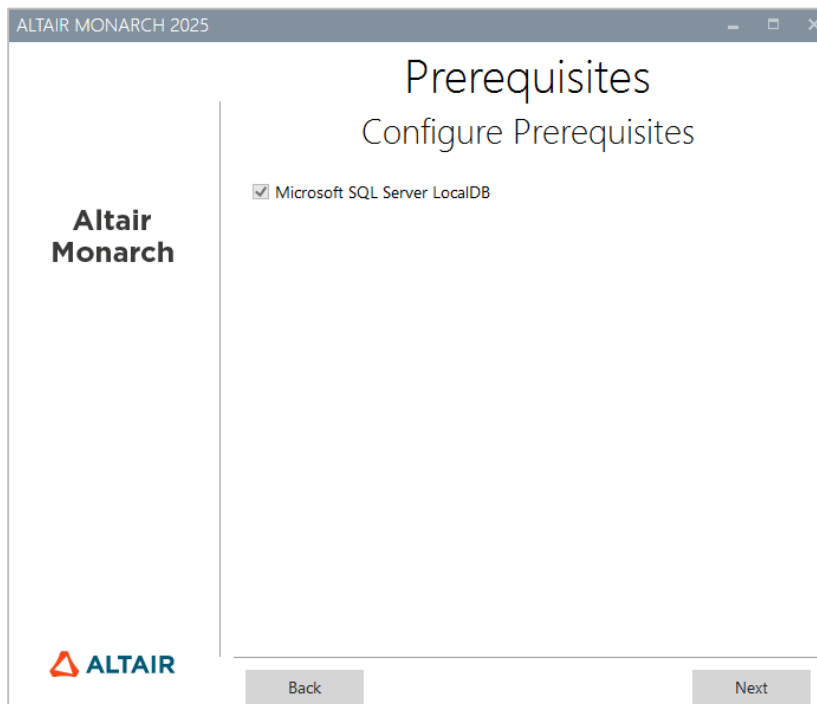 ALTAIR MONARCH 2025
Prerequisites
Configure Prerequisites
Microsoft SQL Server LocalDB
Altair
Monarch
ALTAIR
Back
Next